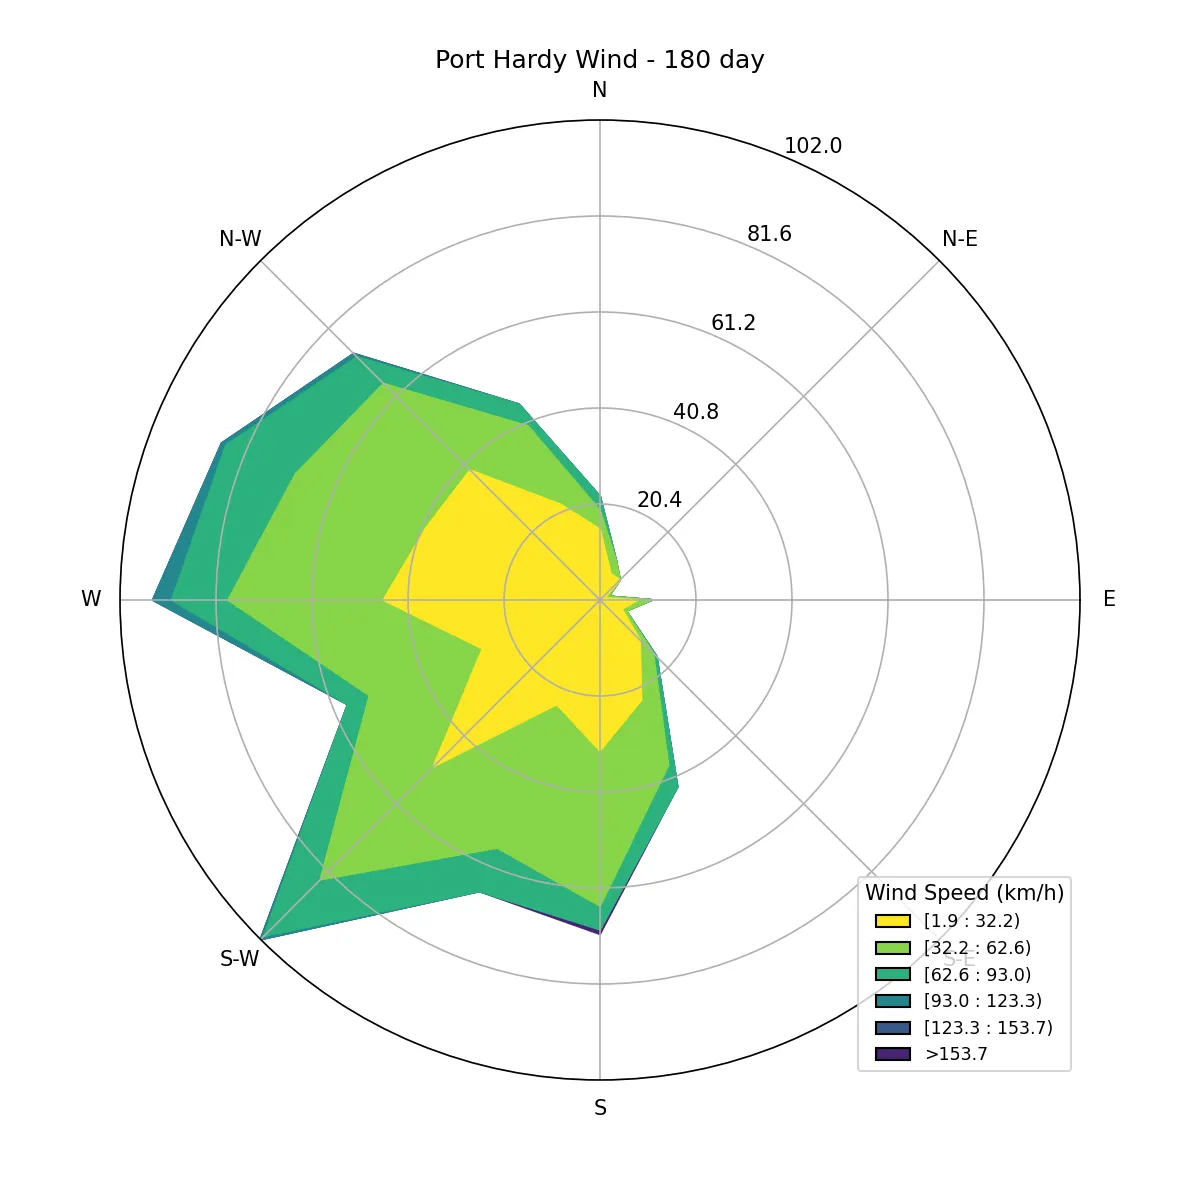 Port Hardy Wind - 180 day
N
102.0
81.6
N-W
N-E
61.2
40.8
20.4
W
E
S-W
S-E
Wind Speed (km/h)
[1.9 : 32.2)
[32.2 : 62.6)
[62.6 : 93.0)
[93.0 : 123.3)
[123.3 : 153.7)
>153.7
S